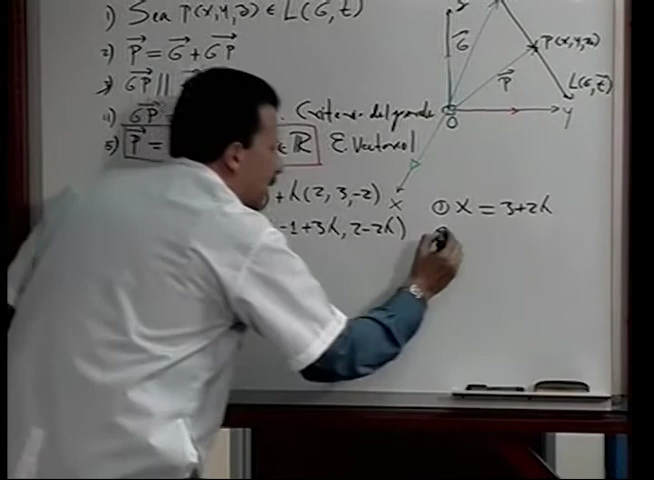 1) Sea P(x,y,z) ∈ L(G,t⃗)
2) P⃗ = G⃗ + GP⃗
3) GP⃗ ||
4) GP⃗ = . Criterio del grande
5) P⃗ = ∈ ℝ E. Vectorial
+ λ(2, 3, -2)
-1+3λ, 2-2λ)
① X = 3+2λ
G⃗
P(x,y,z)
P⃗
L(G,t⃗)
O
Y
X